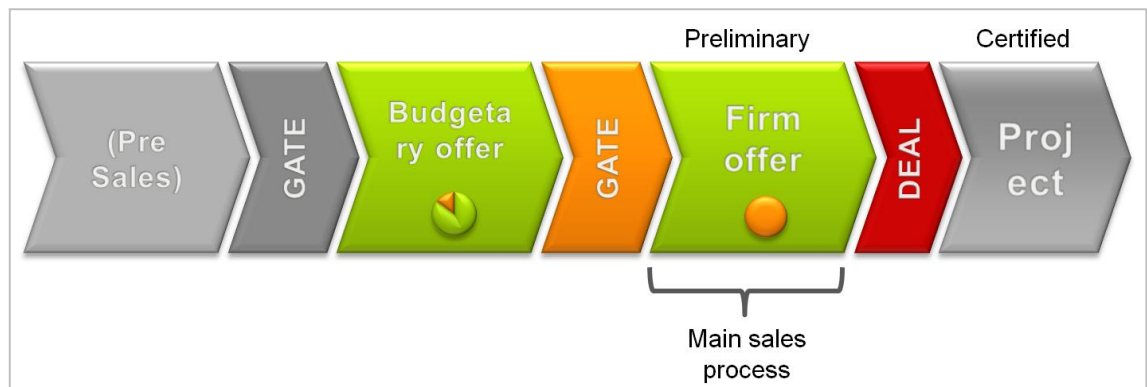 Preliminary
Certified
(Pre
Sales)
GATE
Budgeta
ry offer
GATE
Firm
offer
DEAL
Proj
ect
Main sales
process